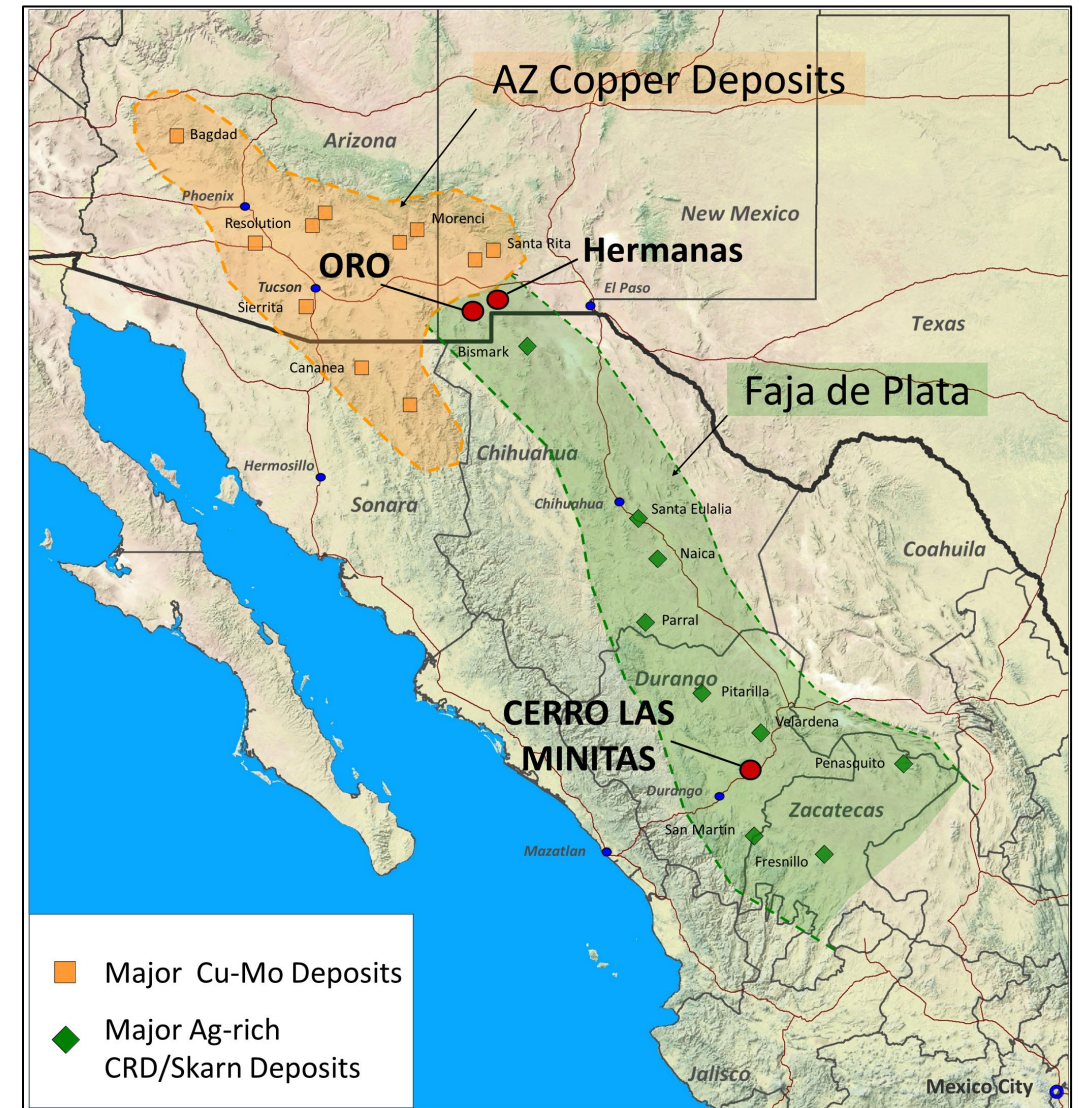 AZ Copper Deposits
Bagdad
Arizona
Phoenix
New Mexico
Resolution
Morenci
Santa Rita
Hermanas
ORO
Tucson
El Paso
Sierrita
Texas
Bismark
Cananea
Faja de Plata
Chihuahua
Hermosillo
Sonara
Chihuahua
Santa Eulalia
Naica
Coahuila
Parral
Durango
Pitarilla
CERRO LAS
MINITAS
Velardena
Penasquito
Durango
Zacatecas
San Martin
Mazatlan
Fresnillo
Major Cu-Mo Deposits
Major Ag-rich
CRD/Skarn Deposits
Jalisco
Mexico City